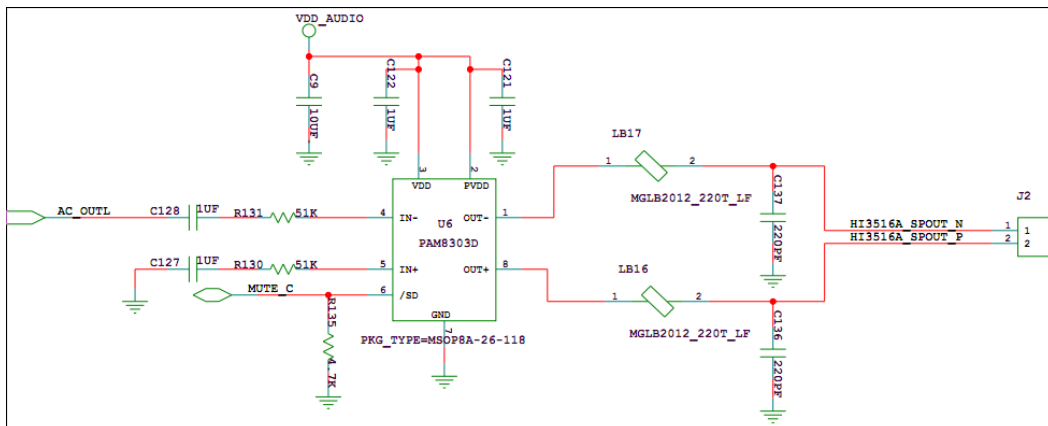 VDD_AUDIO
C9
10UF
C122
1UF
C121
1UF
LB17
1 2
MGLB2012_220T_LF
C137
220PF
J2
3 2
VDD PVDD
AC_OUTL
C128 1UF R131 51K
4 IN-
U6
PAM8303D
OUT- 1
HI3516A_SPOUT_N 1 1
HI3516A_SPOUT_P 2 2
C127 1UF R130 51K
5 IN+
OUT+ 8
LB16
1 2
MGLB2012_220T_LF
C136
220PF
MUTE_C
6 /SD
R135
4.7K
GND
7
PKG_TYPE=MSOP8A-26-118